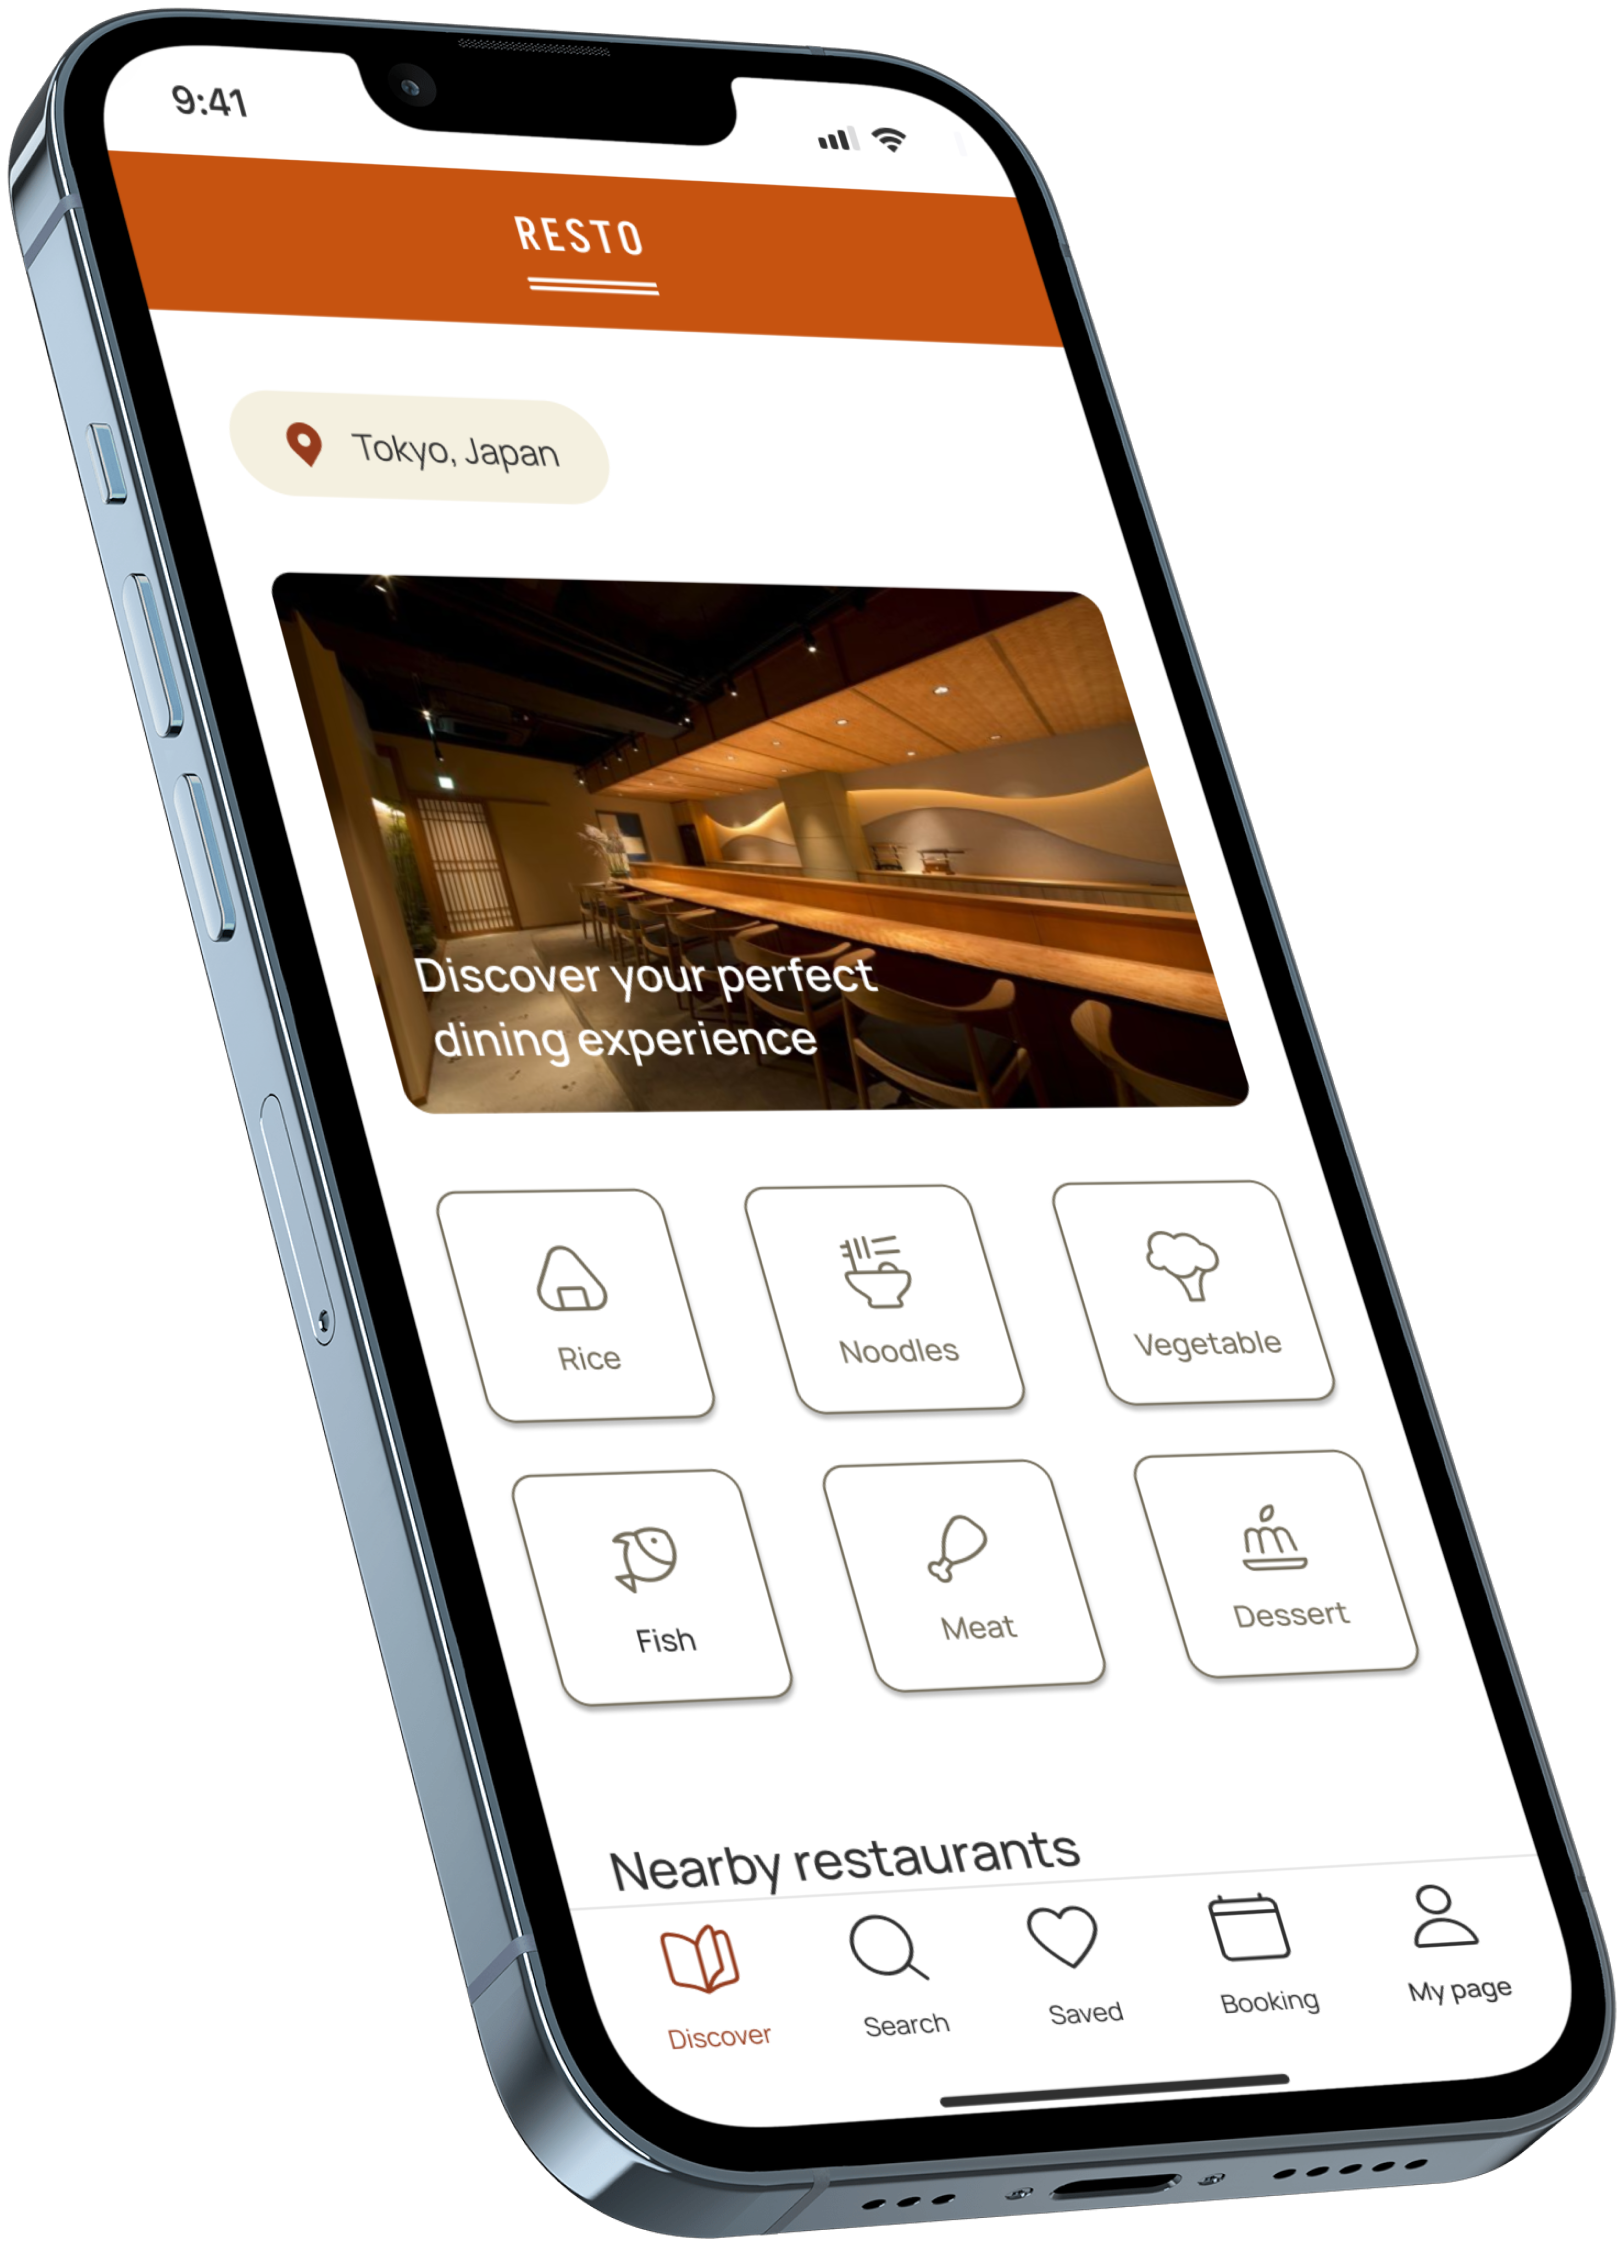 9:41
RESTO
Tokyo, Japan
Discover your perfect
dining experience
Rice
Noodles
Vegetable
Fish
Meat
Dessert
Nearby restaurants
Discover
Search
Saved
Booking
My page